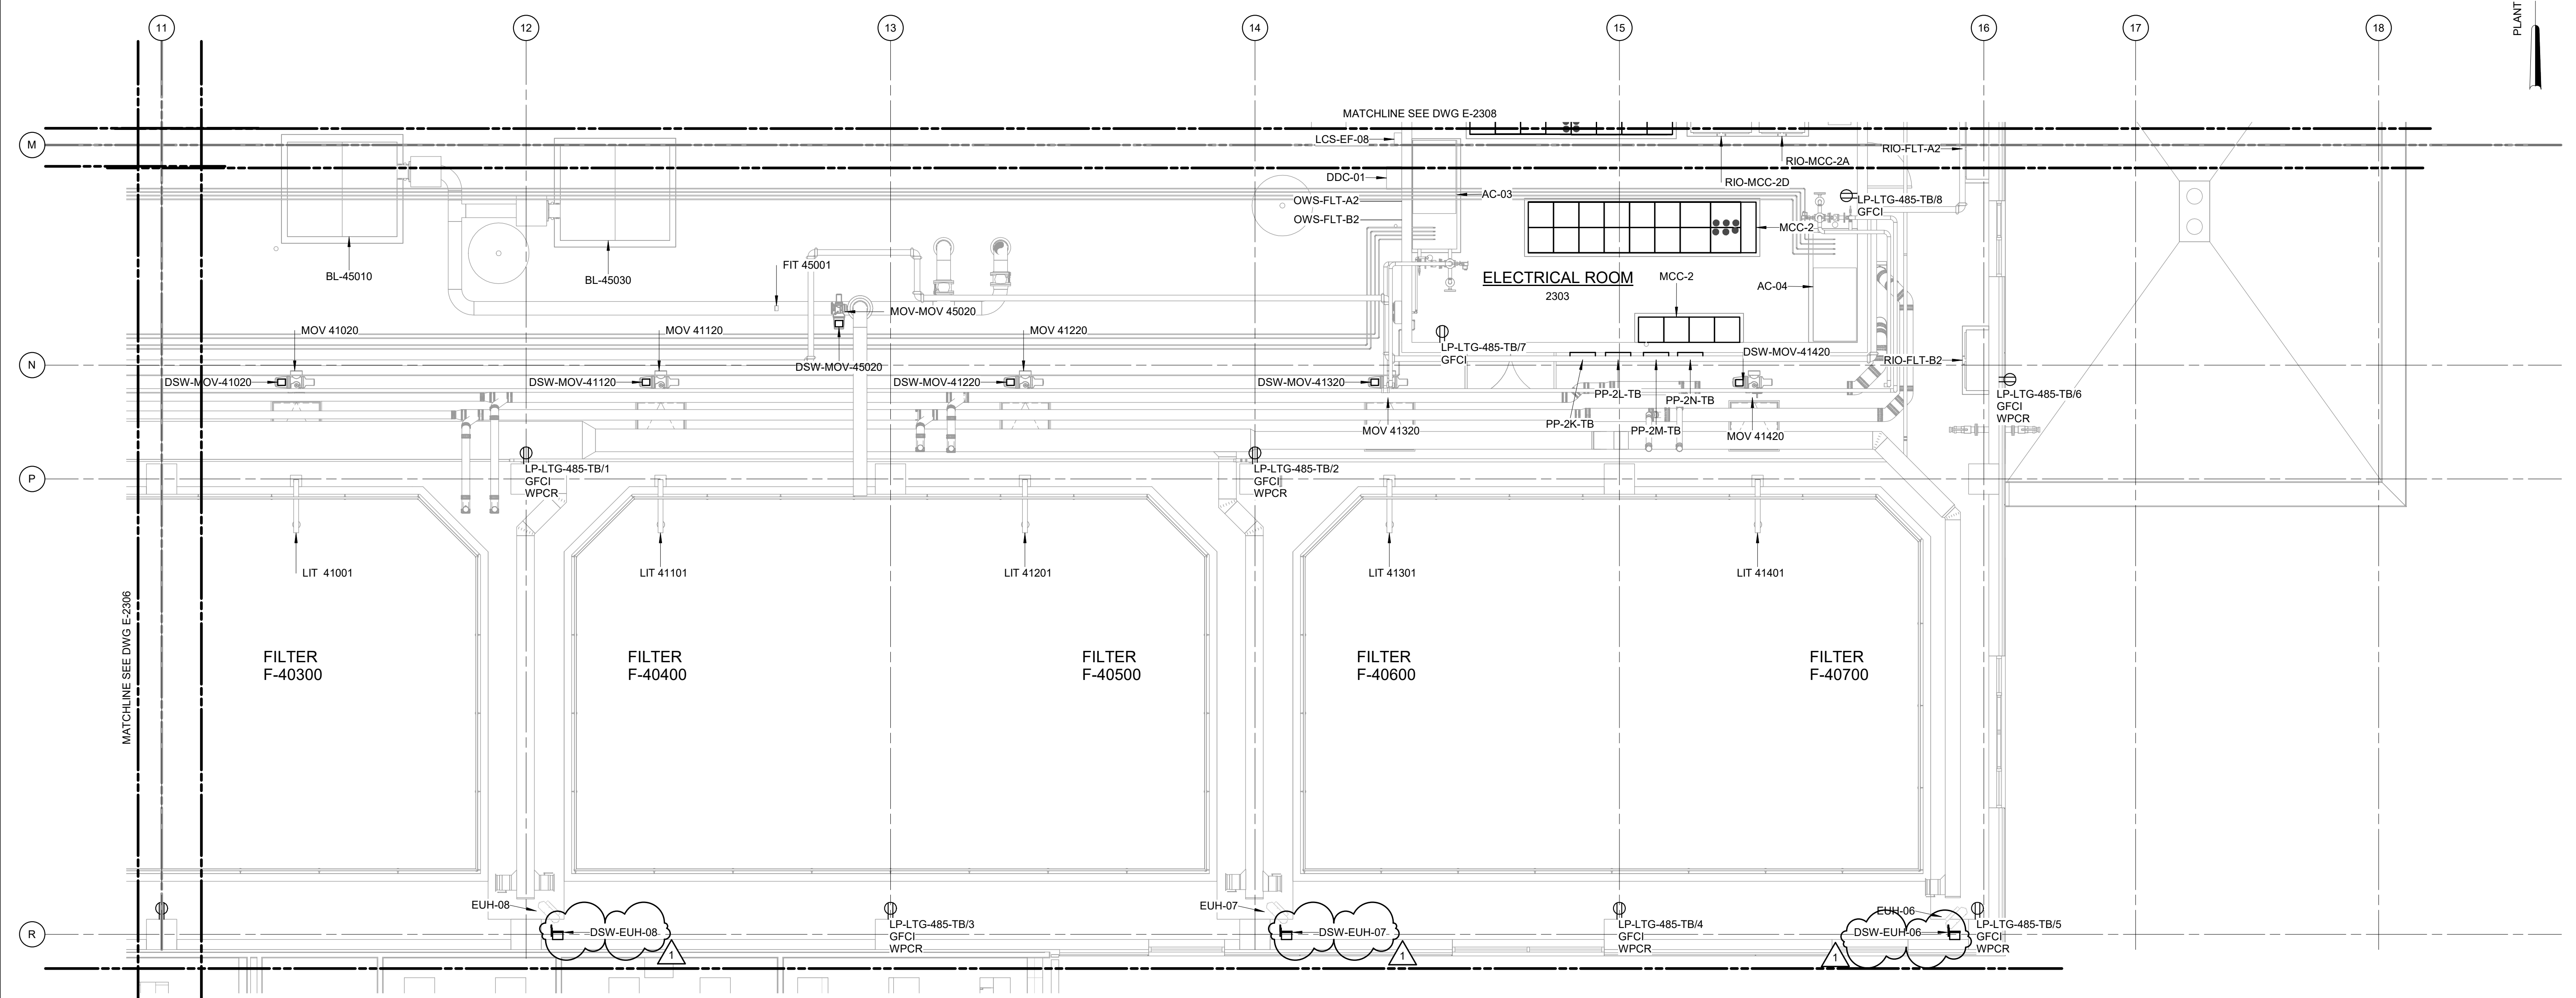 PLANT
11
12
13
14
15
16
17
18
MATCHLINE SEE DWG E-2308
M
LCS-EF-08
RIO-FLT-A2
RIO-MCC-2A
DDC-01
RIO-MCC-2D
AC-03
OWS-FLT-A2
LP-LTG-485-TB/8
GFCI
OWS-FLT-B2
MCC-2
BL-45010
BL-45030
FIT 45001
ELECTRICAL ROOM
2303
MCC-2
AC-04
MOV-MOV 45020
MOV 41020
MOV 41120
MOV 41220
LP-LTG-485-TB/7
GFCI
DSW-MOV-41420
N
DSW-MOV-45020
RIO-FLT-B2
DSW-MOV-41020
DSW-MOV-41120
DSW-MOV-41220
DSW-MOV-41320
PP-2L-TB
PP-2N-TB
LP-LTG-485-TB/6
GFCI
WPCR
PP-2K-TB
PP-2M-TB
MOV 41320
MOV 41420
P
LP-LTG-485-TB/1
GFCI
WPCR
LP-LTG-485-TB/2
GFCI
WPCR
LIT 41001
LIT 41101
LIT 41201
LIT 41301
LIT 41401
MATCHLINE SEE DWG E-2306
FILTER
F-40300
FILTER
F-40400
FILTER
F-40500
FILTER
F-40600
FILTER
F-40700
EUH-08
EUH-07
EUH-06
R
DSW-EUH-08
1
LP-LTG-485-TB/3
GFCI
WPCR
DSW-EUH-07
1
LP-LTG-485-TB/4
GFCI
WPCR
DSW-EUH-06
1
LP-LTG-485-TB/5
GFCI
WPCR